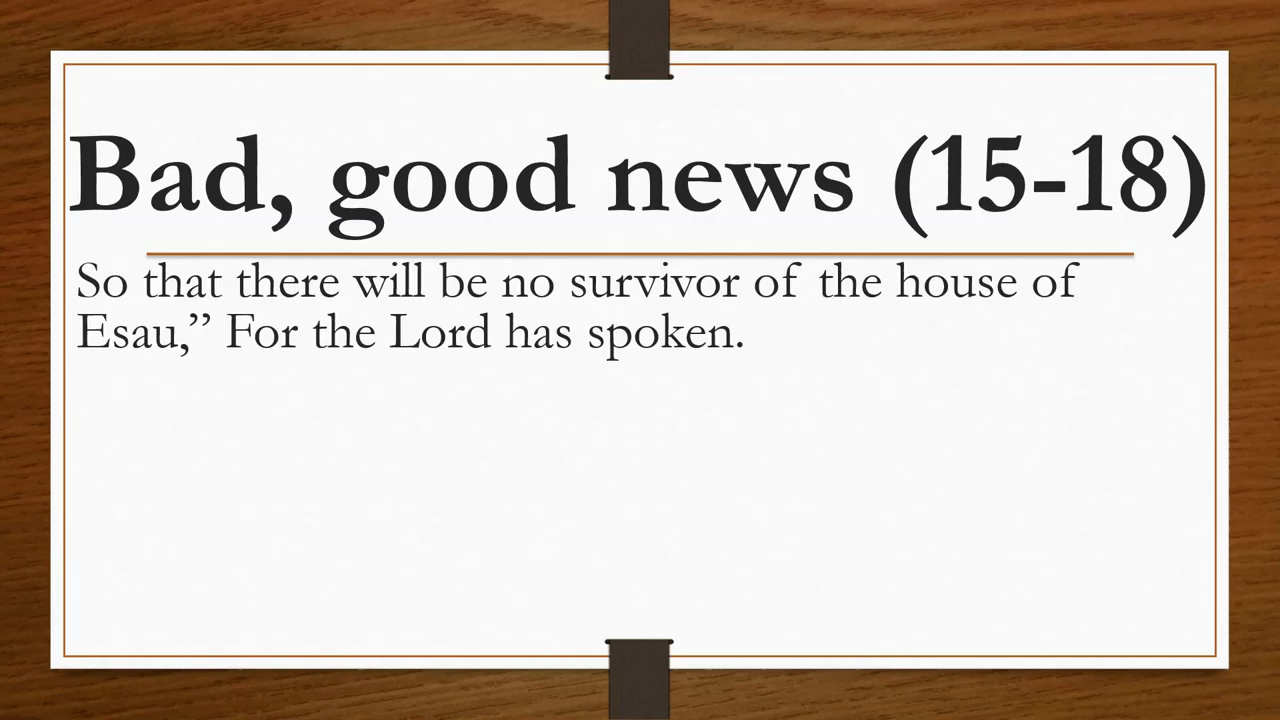 Bad, good news (15-18)
So that there will be no survivor of the house of
Esau,” For the Lord has spoken.